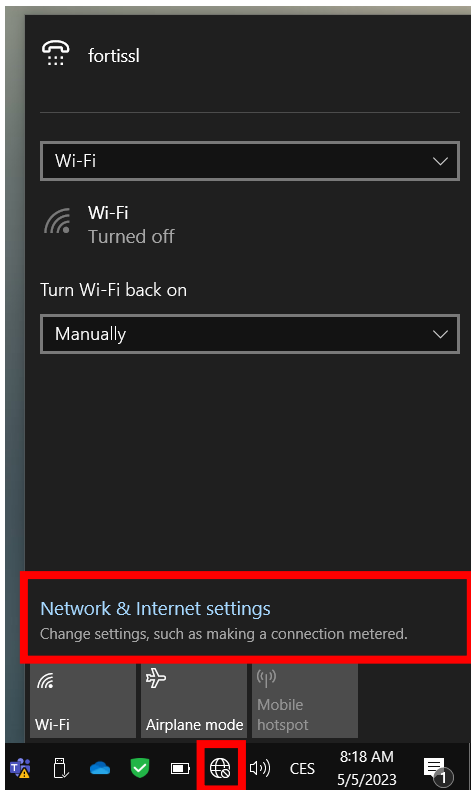 fortissl
Wi-Fi
Wi-Fi
Turned off
Turn Wi-Fi back on
Manually
Network & Internet settings
Change settings, such as making a connection metered.
Wi-Fi
Airplane mode
Mobile
hotspot
T
CES
8:18 AM
5/5/2023
1